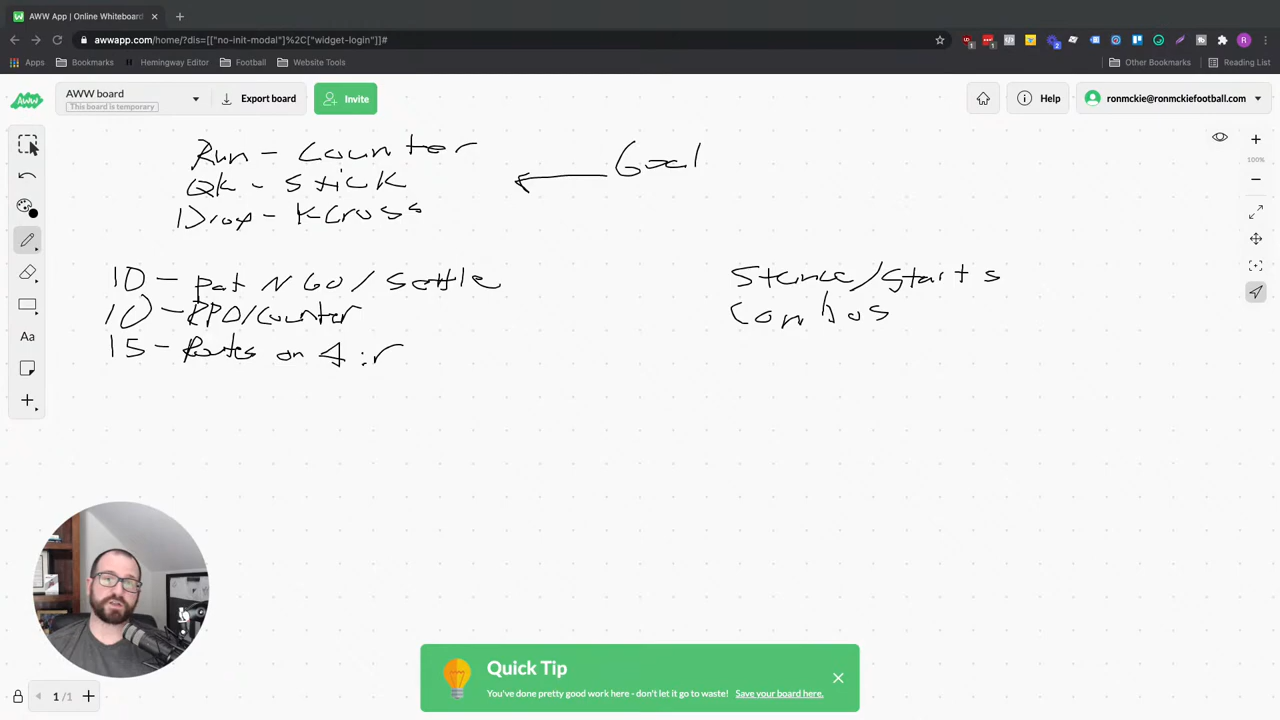 AWW App | Online Whiteboard
awwapp.com/home/?dis=[["no-init-modal"]%2C["widget-login"]]#
Apps
Bookmarks
Hemingway Editor
Football
Website Tools
Other Bookmarks
Reading List
AWW board
This board is temporary
Export board
Invite
Help
ronmckie@ronmckiefootball.com
100%
Run - Counter
Goal
Qk - Stick
Drop - Y Cross
10 - Pat N Go / Settle
Stance/Starts
10 - RPO/Counter
Combos
15 - Routes on Air
Aa
Quick Tip
You've done pretty good work here - don't let it go to waste! Save your board here.
1/1